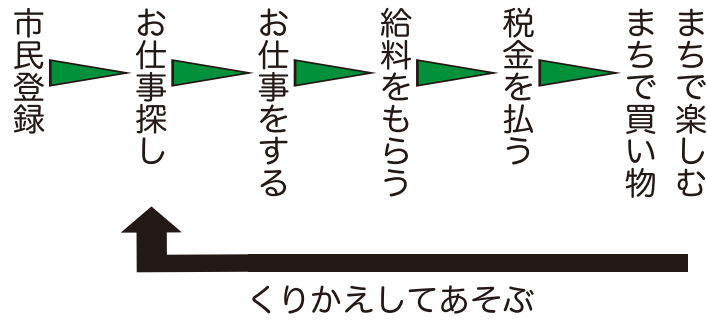 市民登録
お仕事探し
お仕事をする
給料をもらう
税金を払う
まちで楽しむ
まちで買い物
くりかえしてあそぶ